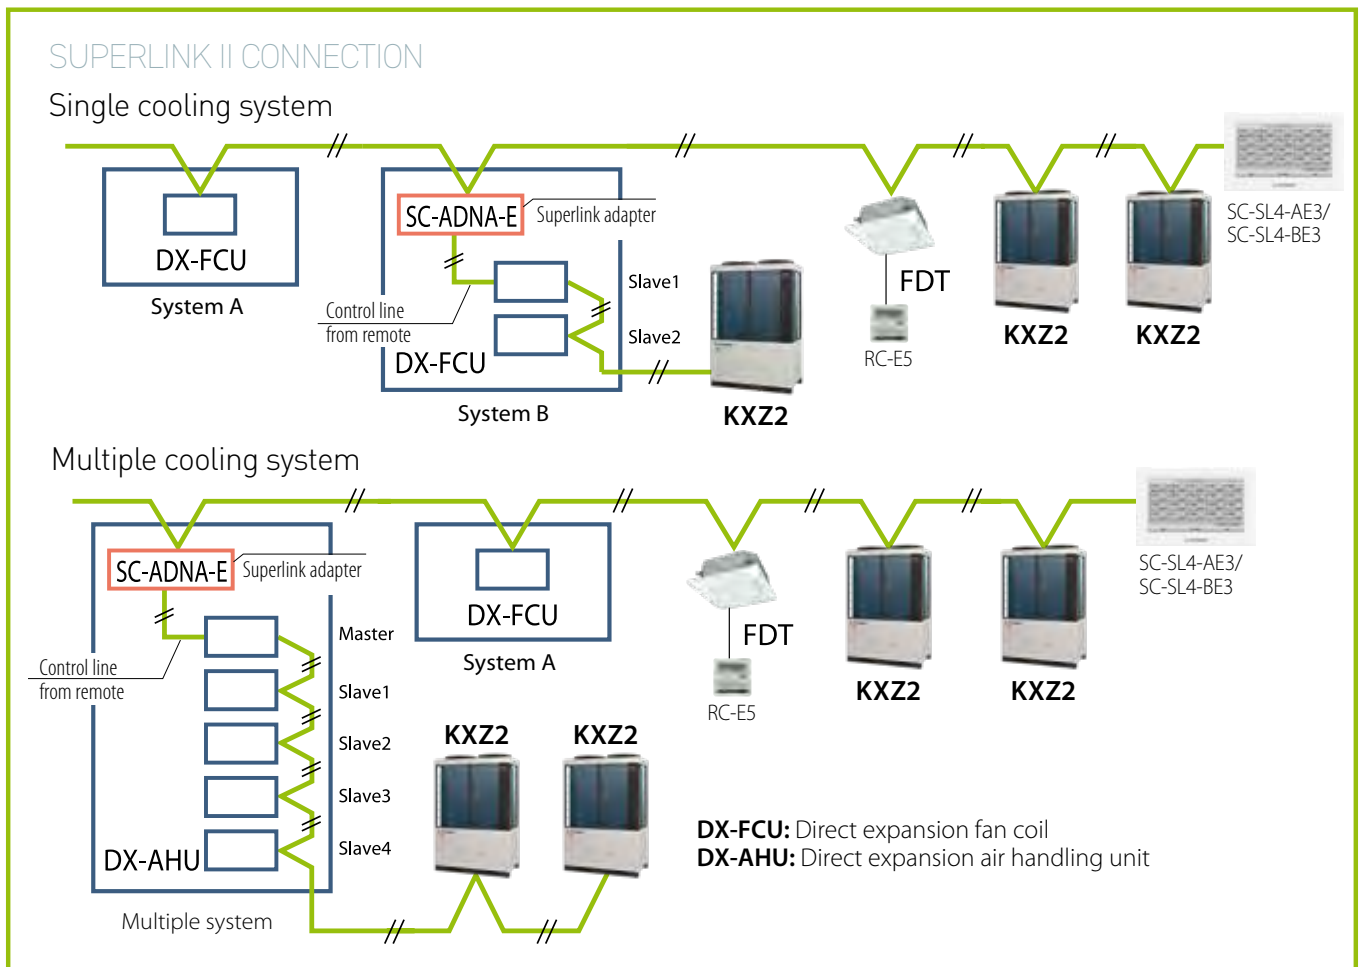 SUPERLINK II CONNECTION
Single cooling system
DX-FCU
System A
SC-ADNA-E
Superlink adapter
Control line
from remote
Slave1
Slave2
DX-FCU
System B
KXZ2
FDT
RC-E5
KXZ2
KXZ2
SC-SL4-AE3/
SC-SL4-BE3
Multiple cooling system
SC-ADNA-E
Superlink adapter
Control line
from remote
Master
Slave1
Slave2
Slave3
Slave4
DX-AHU
Multiple system
DX-FCU
System A
KXZ2
KXZ2
FDT
RC-E5
KXZ2
KXZ2
SC-SL4-AE3/
SC-SL4-BE3
DX-FCU: Direct expansion fan coil
DX-AHU: Direct expansion air handling unit